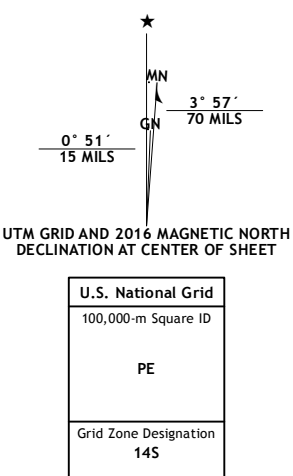 ★
MN
3° 57´
70 MILS
GN
0° 51´
15 MILS
UTM GRID AND 2016 MAGNETIC NORTH
DECLINATION AT CENTER OF SHEET
U.S. National Grid
100,000-m Square ID
PE
Grid Zone Designation
14S